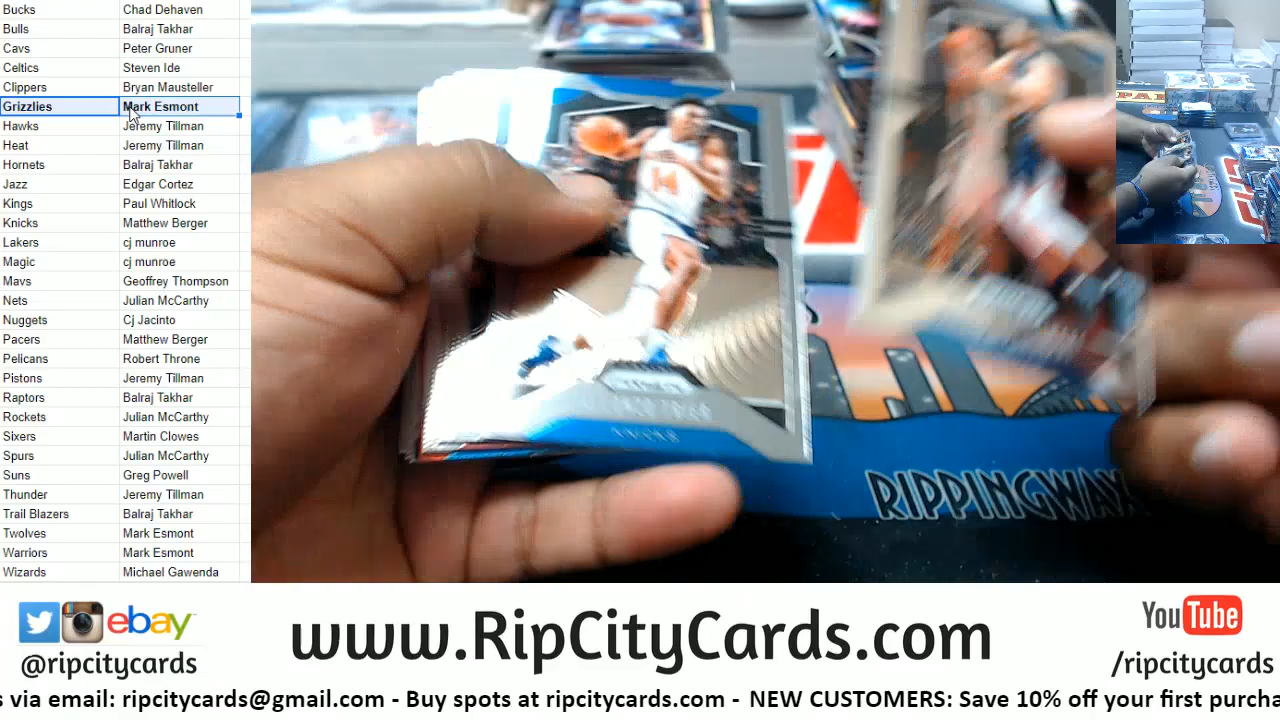 Bucks Chad Dehaven
Bulls Balraj Takhar
Cavs Peter Gruner
Celtics Steven Ide
Clippers Bryan Mausteller
Grizzlies Mark Esmont
Hawks Jeremy Tillman
Heat Jeremy Tillman
Hornets Balraj Takhar
Jazz Edgar Cortez
Kings Paul Whitlock
Knicks Matthew Berger
Lakers cj munroe
Magic cj munroe
Mavs Geoffrey Thompson
Nets Julian McCarthy
Nuggets Cj Jacinto
Pacers Matthew Berger
Pelicans Robert Throne
Pistons Jeremy Tillman
Raptors Balraj Takhar
Rockets Julian McCarthy
Sixers Martin Clowes
Spurs Julian McCarthy
Suns Greg Powell
Thunder Jeremy Tillman
Trail Blazers Balraj Takhar
Twolves Mark Esmont
Warriors Mark Esmont
Wizards Michael Gawenda
14
KNICKS
RIPPINGWAX
ebay
@ripcitycards
www.RipCityCards.com
YouTube
/ripcitycards
s via email: ripcitycards@gmail.com - Buy spots at ripcitycards.com - NEW CUSTOMERS: Save 10% off your first purcha